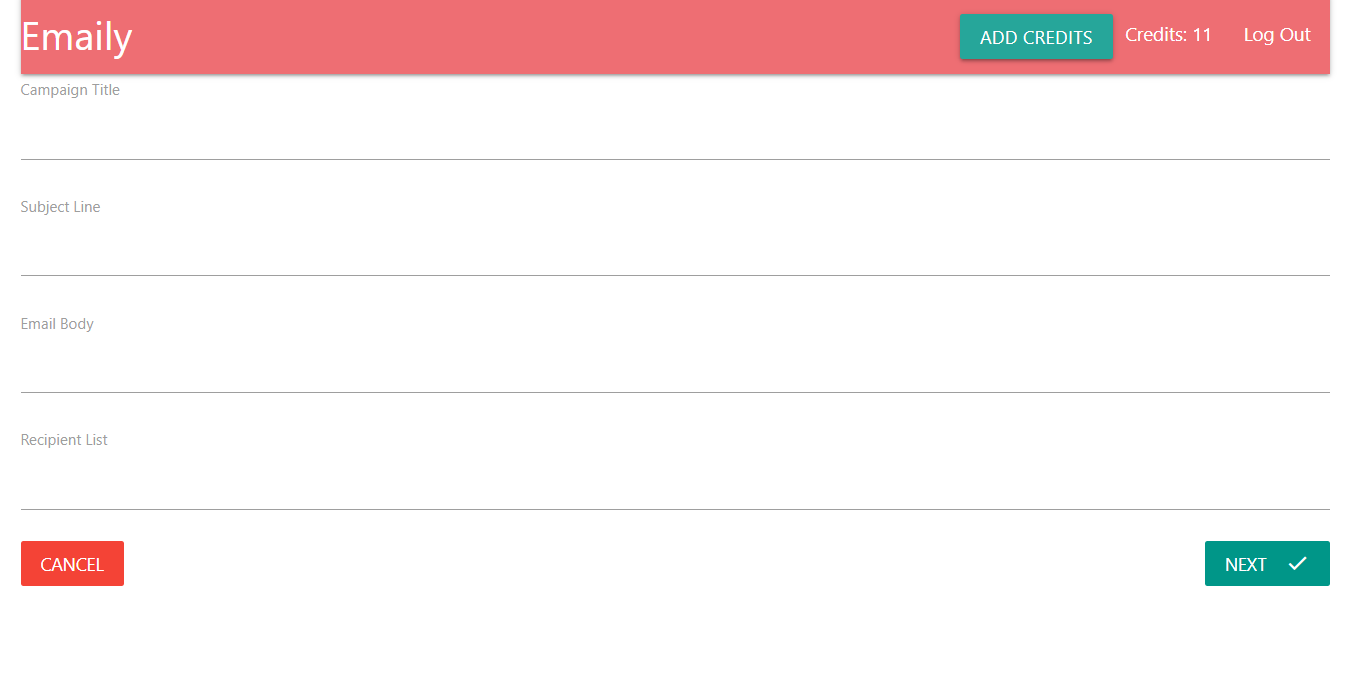 Emaily
ADD CREDITS
Credits: 11
Log Out
Campaign Title
Subject Line
Email Body
Recipient List
CANCEL
NEXT